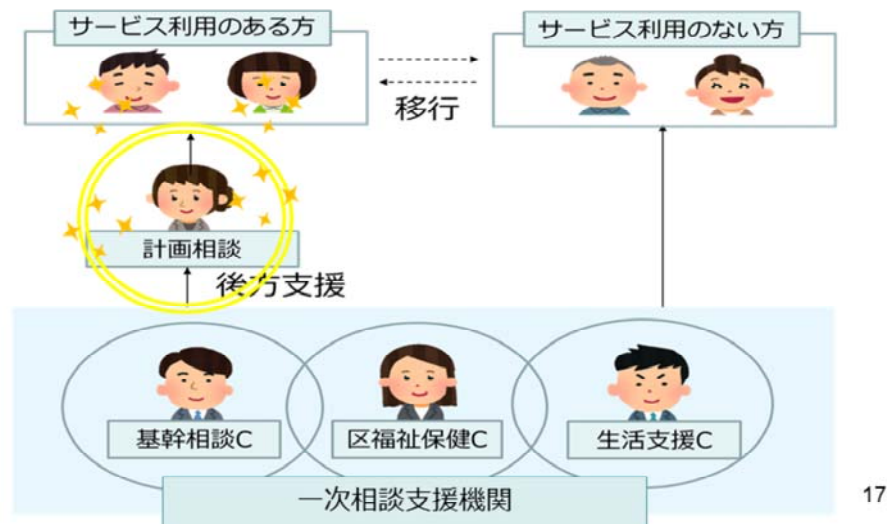 サービス利用のある方
サービス利用のない方
移行
計画相談
後方支援
基幹相談C
区福祉保健C
生活支援C
一次相談支援機関
17